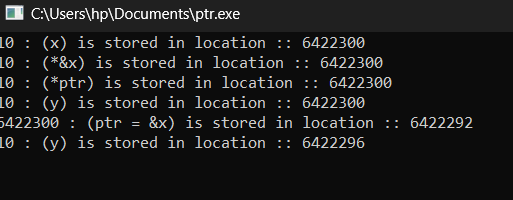 C:\Users\hp\Documents\ptr.exe
10 : (x) is stored in location :: 6422300
10 : (*&x) is stored in location :: 6422300
10 : (*ptr) is stored in location :: 6422300
10 : (y) is stored in location :: 6422300
6422300 : (ptr = &x) is stored in location :: 6422292
10 : (y) is stored in location :: 6422296